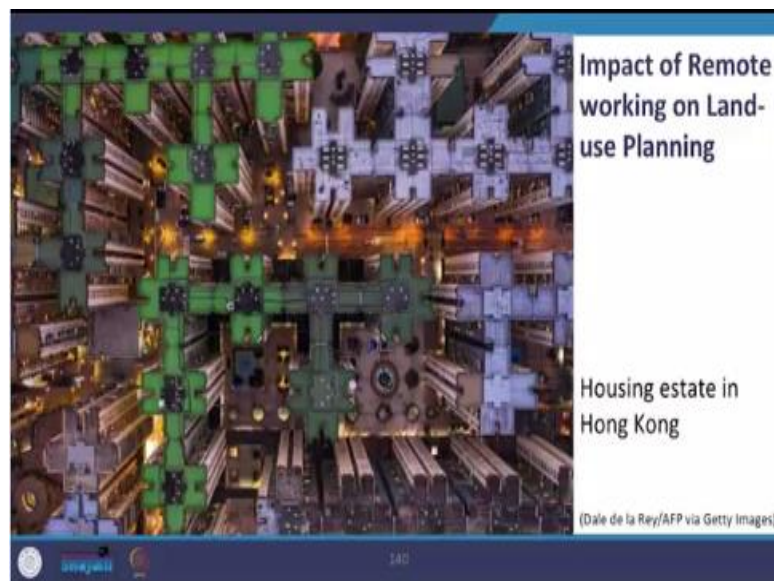 Impact of Remote
working on Land-
use Planning
Housing estate in
Hong Kong
(Dale de la Rey/AFP via Getty Images)
140